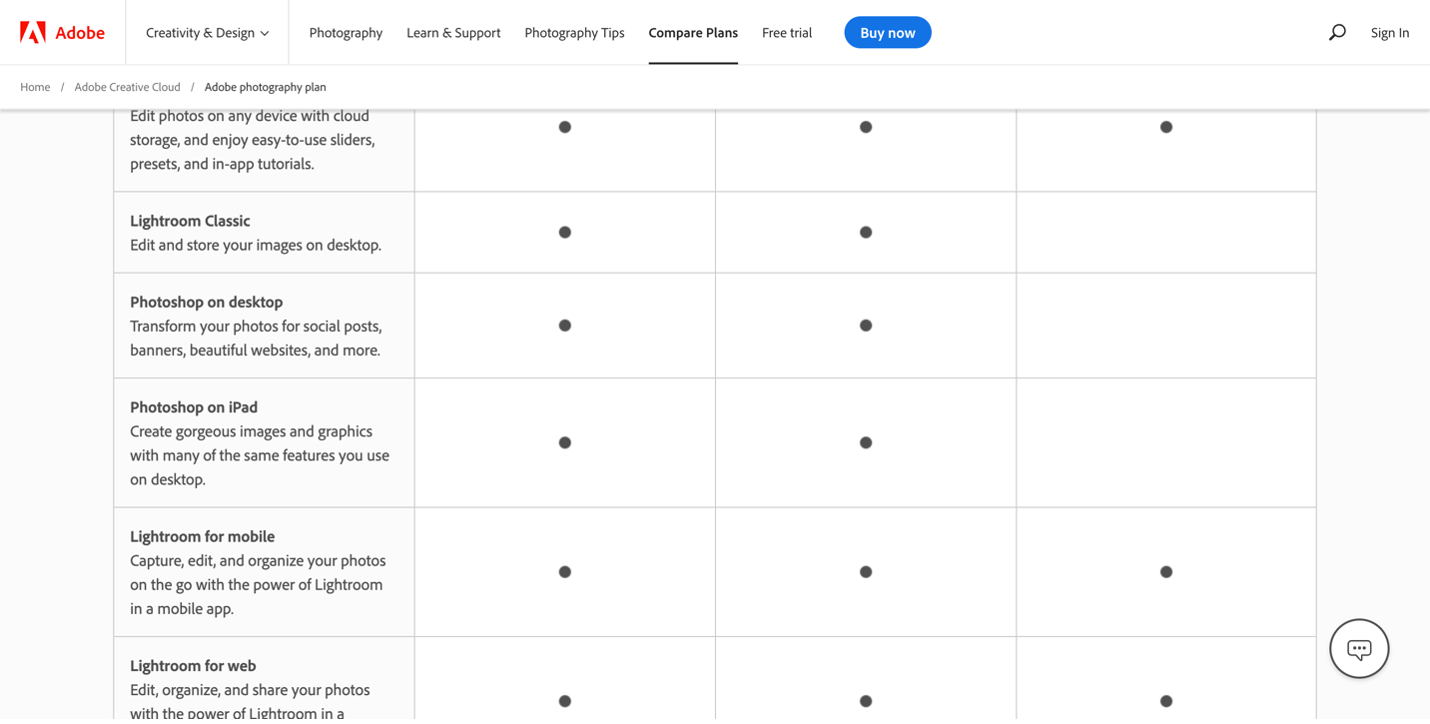 Adobe
Creativity & Design
Photography
Learn & Support
Photography Tips
Compare Plans
Free trial
Buy now
Sign In
Home / Adobe Creative Cloud / Adobe photography plan
Edit photos on any device with cloud
storage, and enjoy easy-to-use sliders,
presets, and in-app tutorials.
Lightroom Classic
Edit and store your images on desktop.
Photoshop on desktop
Transform your photos for social posts,
banners, beautiful websites, and more.
Photoshop on iPad
Create gorgeous images and graphics
with many of the same features you use
on desktop.
Lightroom for mobile
Capture, edit, and organize your photos
on the go with the power of Lightroom
in a mobile app.
Lightroom for web
Edit, organize, and share your photos
with the power of Lightroom in a